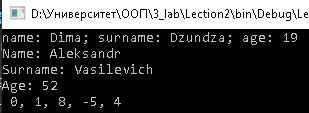 D:\Университет\ООП\3_lab\Lection2\bin\Debug\Le
name: Dima; surname: Dzundza; age: 19
Name: Aleksandr
Surname: Vasilevich
Age: 52
0, 1, 8, -5, 4